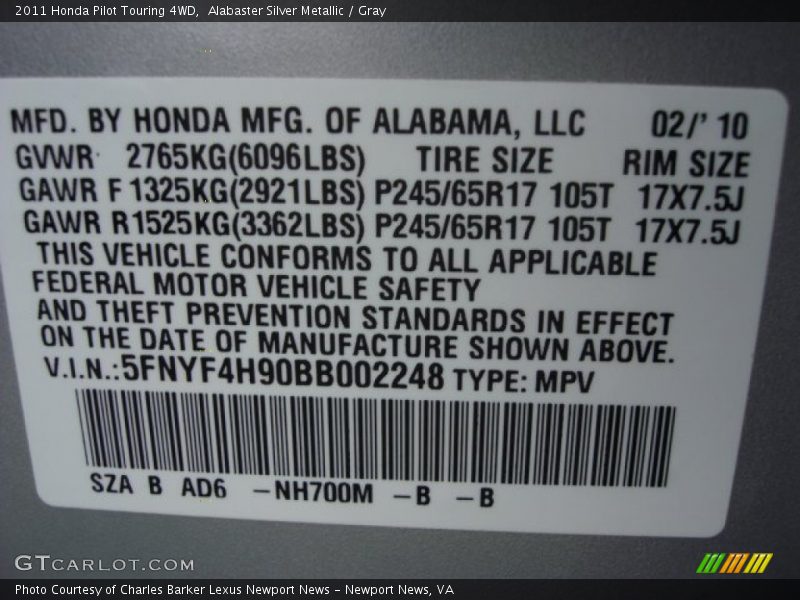 2011 Honda Pilot Touring 4WD,  Alabaster Silver Metallic / Gray
MFD. BY HONDA MFG. OF ALABAMA, LLC 02/' 10
GVWR 2765KG(6096LBS) TIRE SIZE RIM SIZE
GAWR F 1325KG(2921LBS) P245/65R17 105T 17X7.5J
GAWR R1525KG(3362LBS) P245/65R17 105T 17X7.5J
THIS VEHICLE CONFORMS TO ALL APPLICABLE
FEDERAL MOTOR VEHICLE SAFETY
AND THEFT PREVENTION STANDARDS IN EFFECT
ON THE DATE OF MANUFACTURE SHOWN ABOVE.
V.I.N.:5FNYF4H90BB002248 TYPE: MPV
SZA B AD6 -NH700M -B -B
GTCARLOT.COM
Photo Courtesy of Charles Barker Lexus Newport News - Newport News, VA